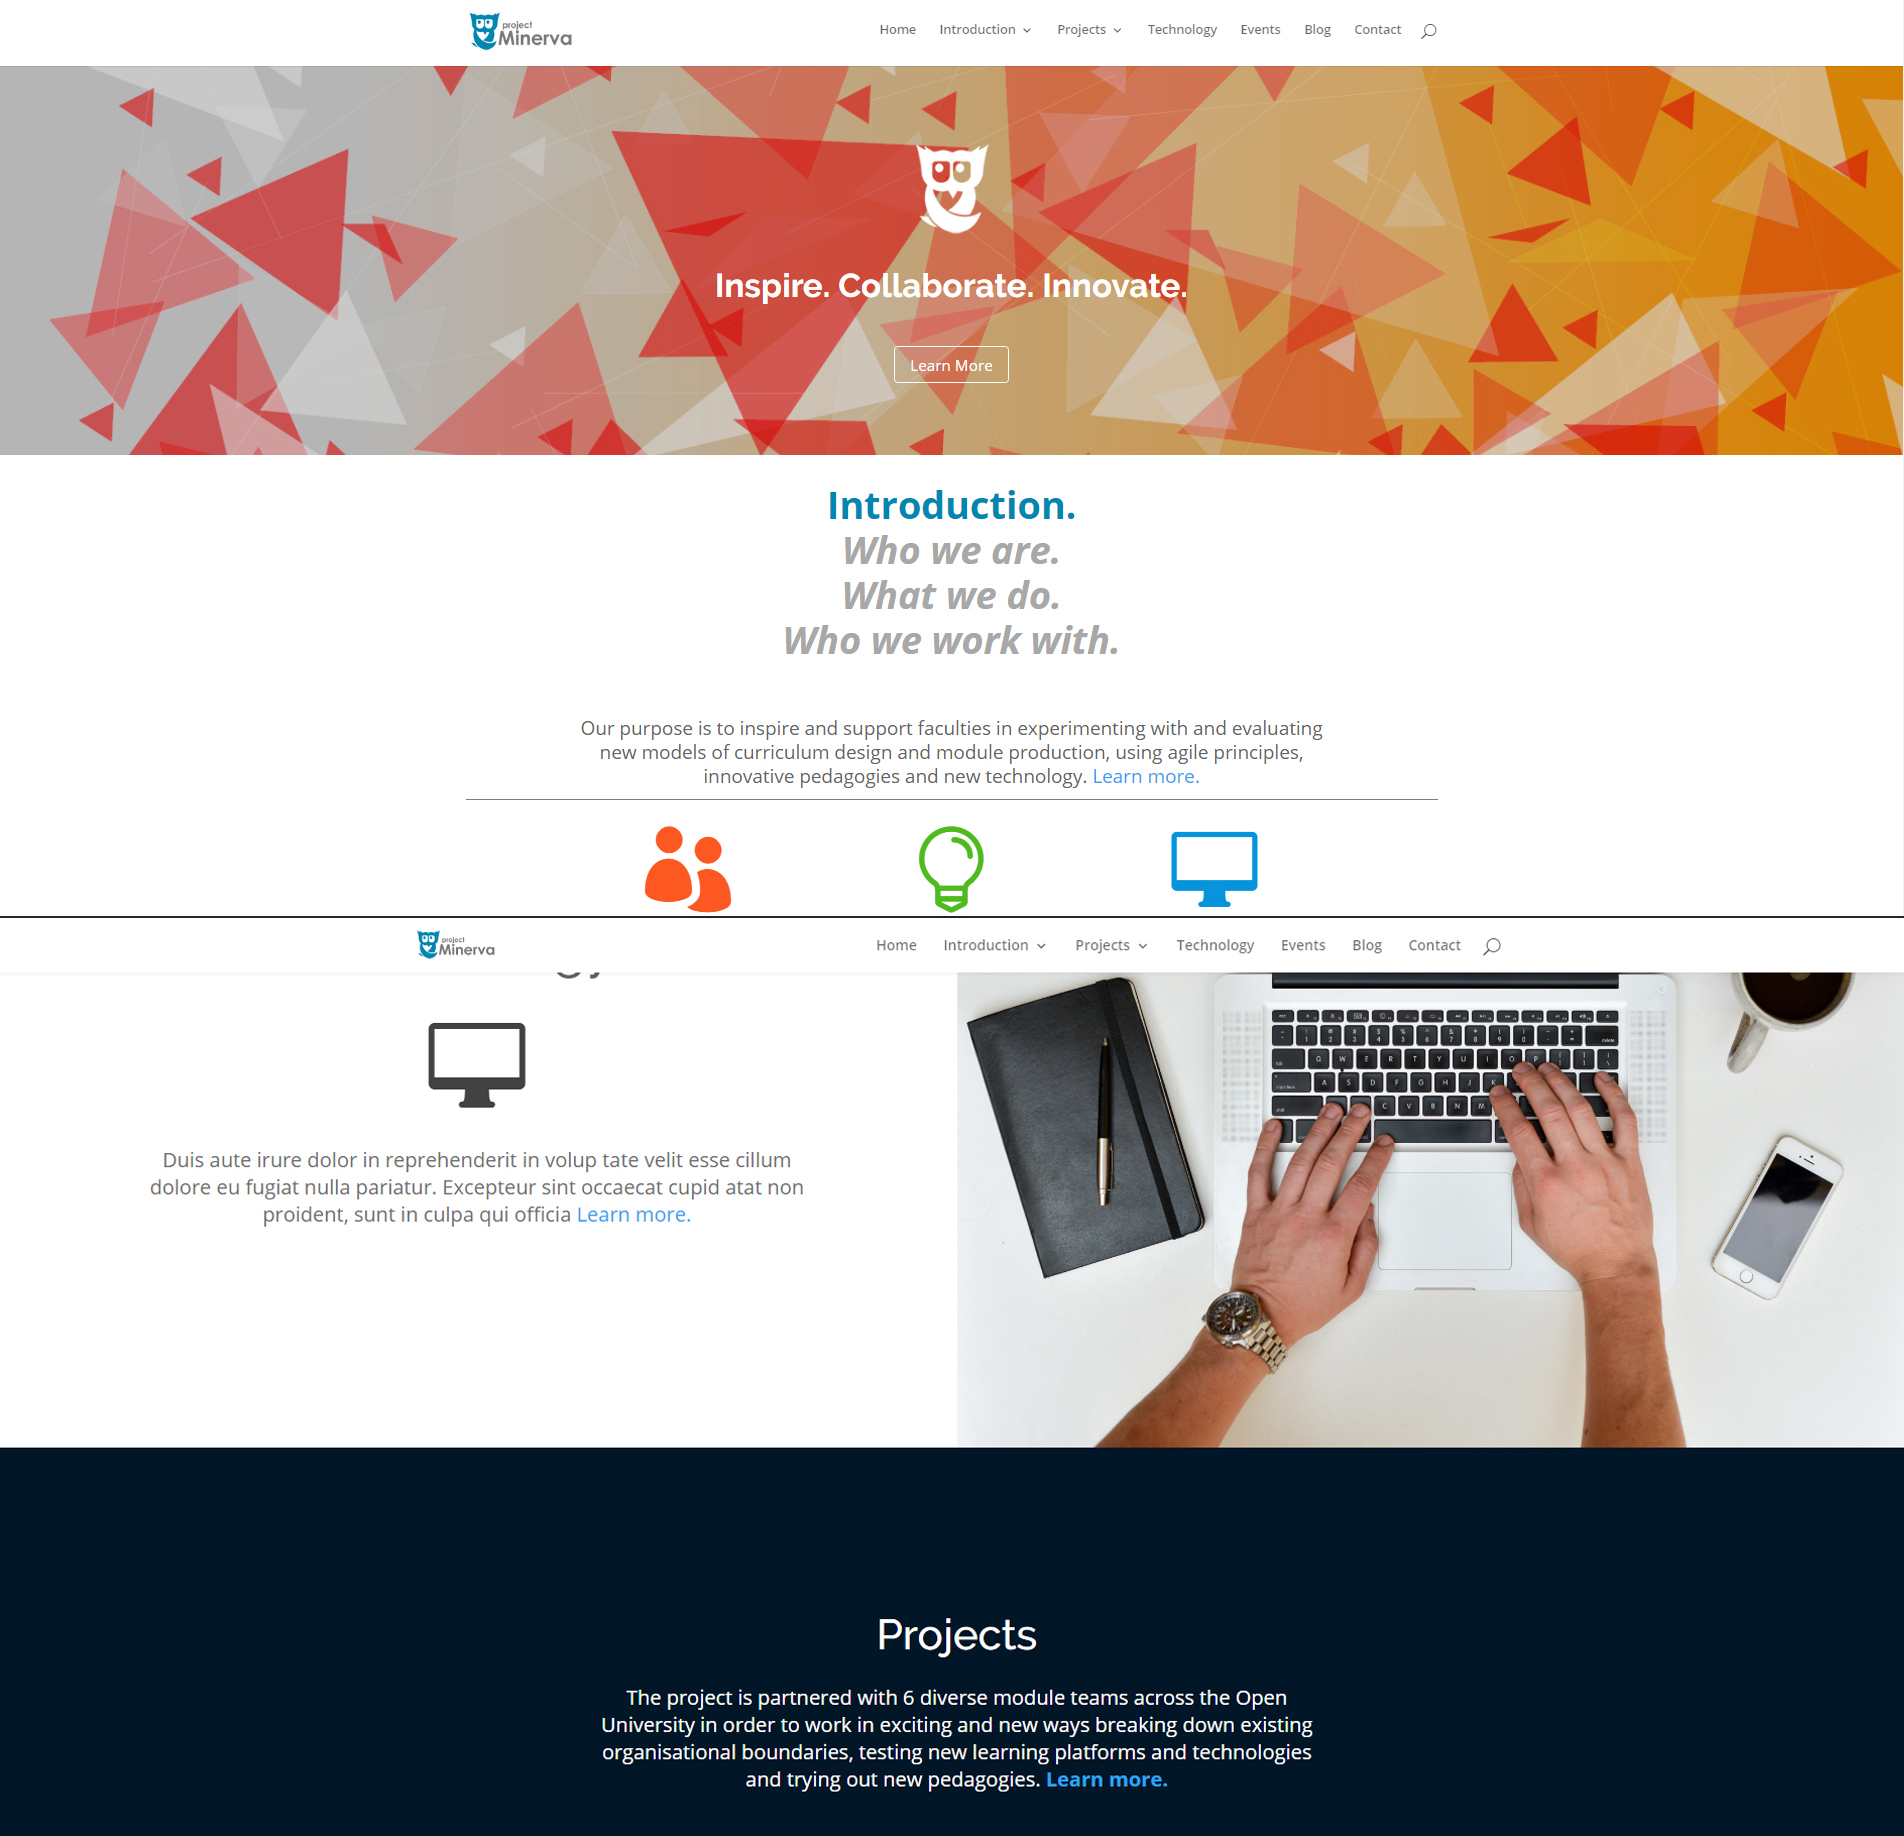 project
Minerva
Home Introduction Projects Technology Events Blog Contact
Inspire. Collaborate. Innovate.
Learn More
Introduction.
Who we are.
What we do.
Who we work with.
Our purpose is to inspire and support faculties in experimenting with and evaluating
new models of curriculum design and module production, using agile principles,
innovative pedagogies and new technology. Learn more.
project
Minerva
Home Introduction Projects Technology Events Blog Contact
Duis aute irure dolor in reprehenderit in volup tate velit esse cillum
dolore eu fugiat nulla pariatur. Excepteur sint occaecat cupid atat non
proident, sunt in culpa qui officia Learn more.
Projects
The project is partnered with 6 diverse module teams across the Open
University in order to work in exciting and new ways breaking down existing
organisational boundaries, testing new learning platforms and technologies
and trying out new pedagogies. Learn more.